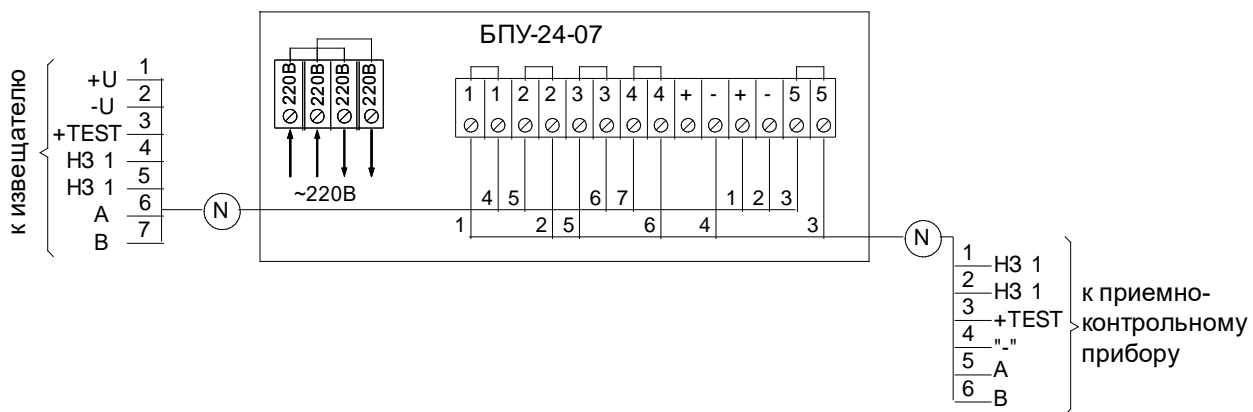 БПУ-24-07
к извещателю
1 +U
2 -U
3 +TEST
4 НЗ 1
5 НЗ 1
6 A
7 B
220В 220В 220В 220В
~220В
1 1 2 2 3 3 4 4 + - + - 5 5
4 5 6 7 1 2 3
1 2 5 6 4 3
N
N
1 НЗ 1
2 НЗ 1
3 +TEST
4 "-"
5 A
6 B
к приемно-
контрольному
прибору